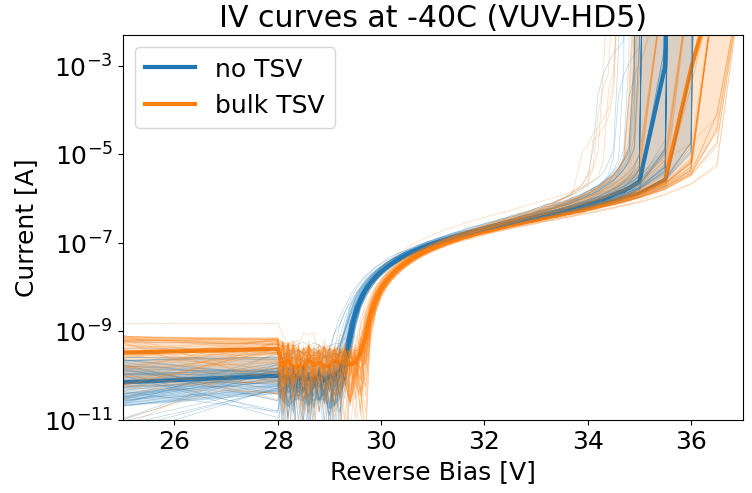 IV curves at -40C (VUV-HD5)
no TSV
bulk TSV
Current [A]
10⁻³
10⁻⁵
10⁻⁷
10⁻⁹
10⁻¹¹
26 28 30 32 34 36
Reverse Bias [V]